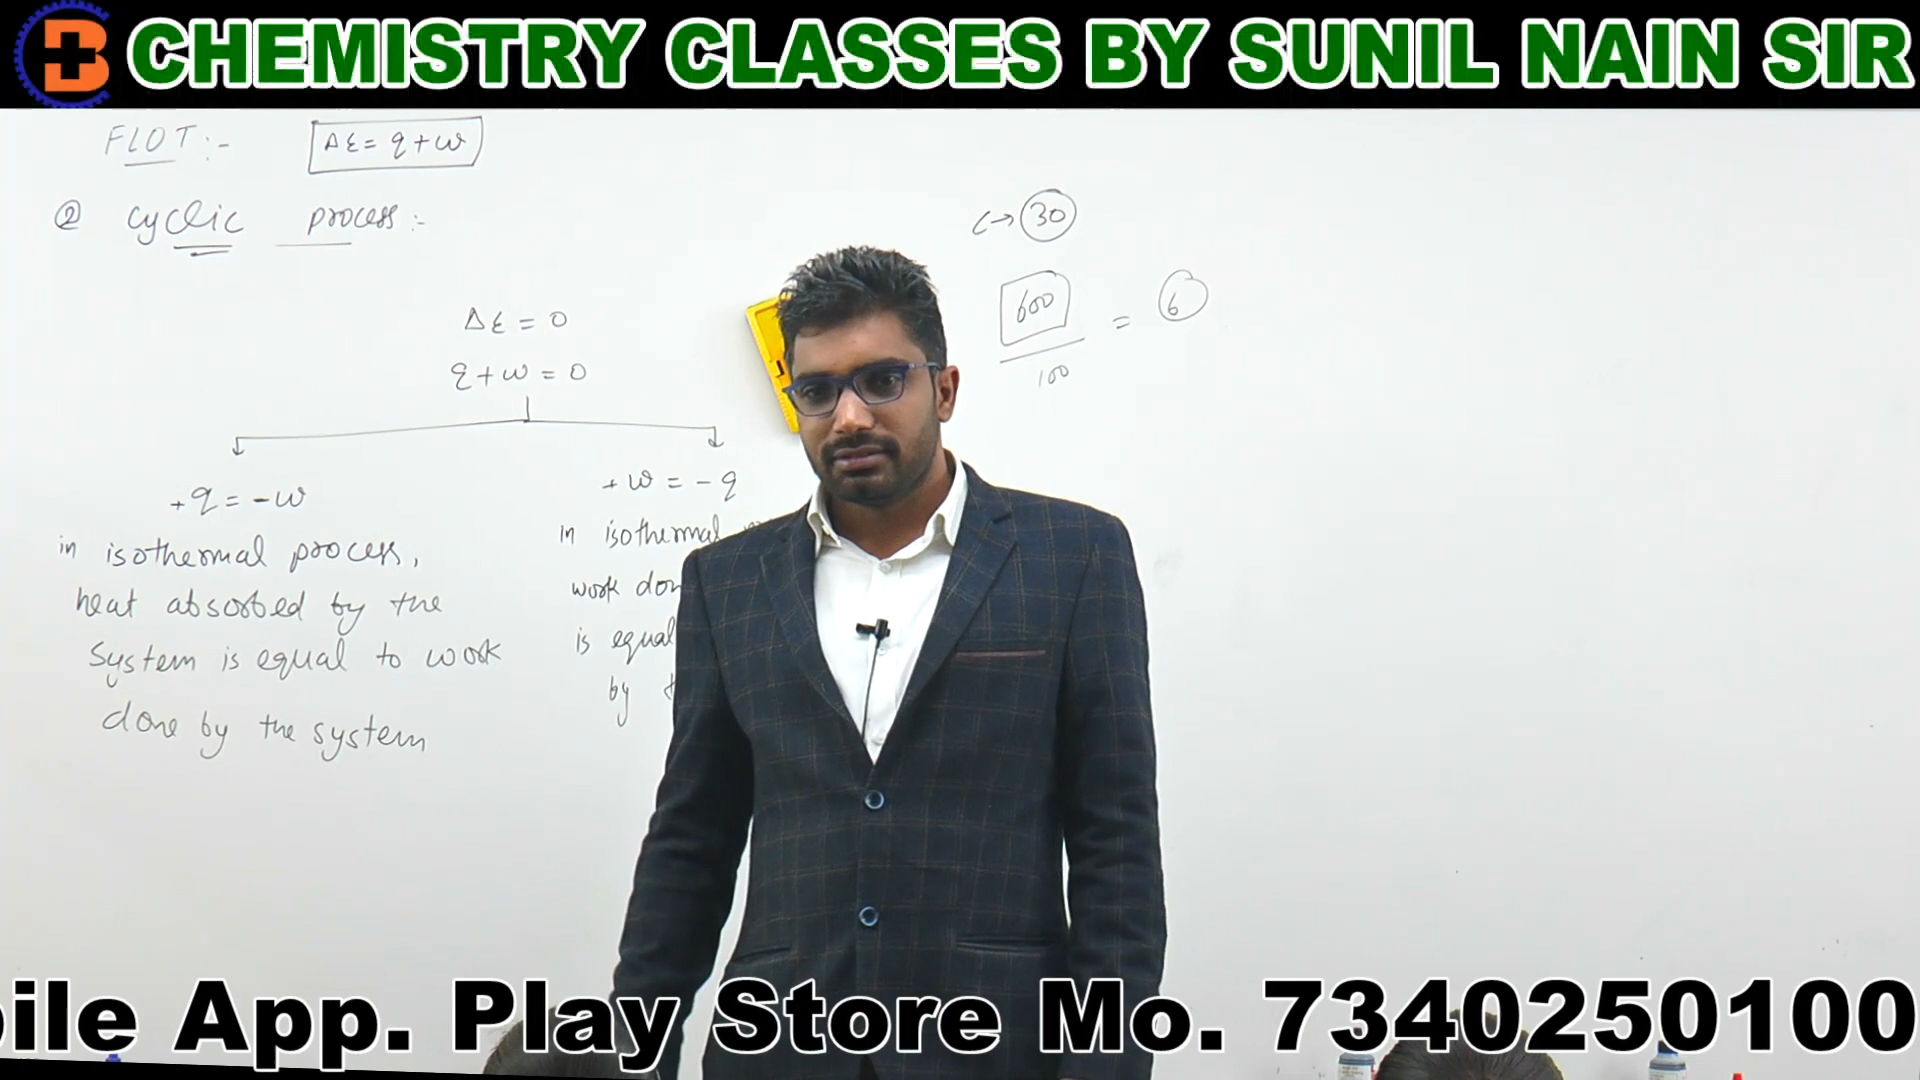 CHEMISTRY CLASSES BY SUNIL NAIN SIR
FLOT:- ΔE = q + w
② cyclic process:-
ΔE = 0
q + w = 0
+q = -w
in isothermal process,
heat absorbed by the
system is equal to work
done by the system
+w = -q
in isothermal
work
is equal
by
30
600
100
= 6
App. Play Store Mo. 7340250100